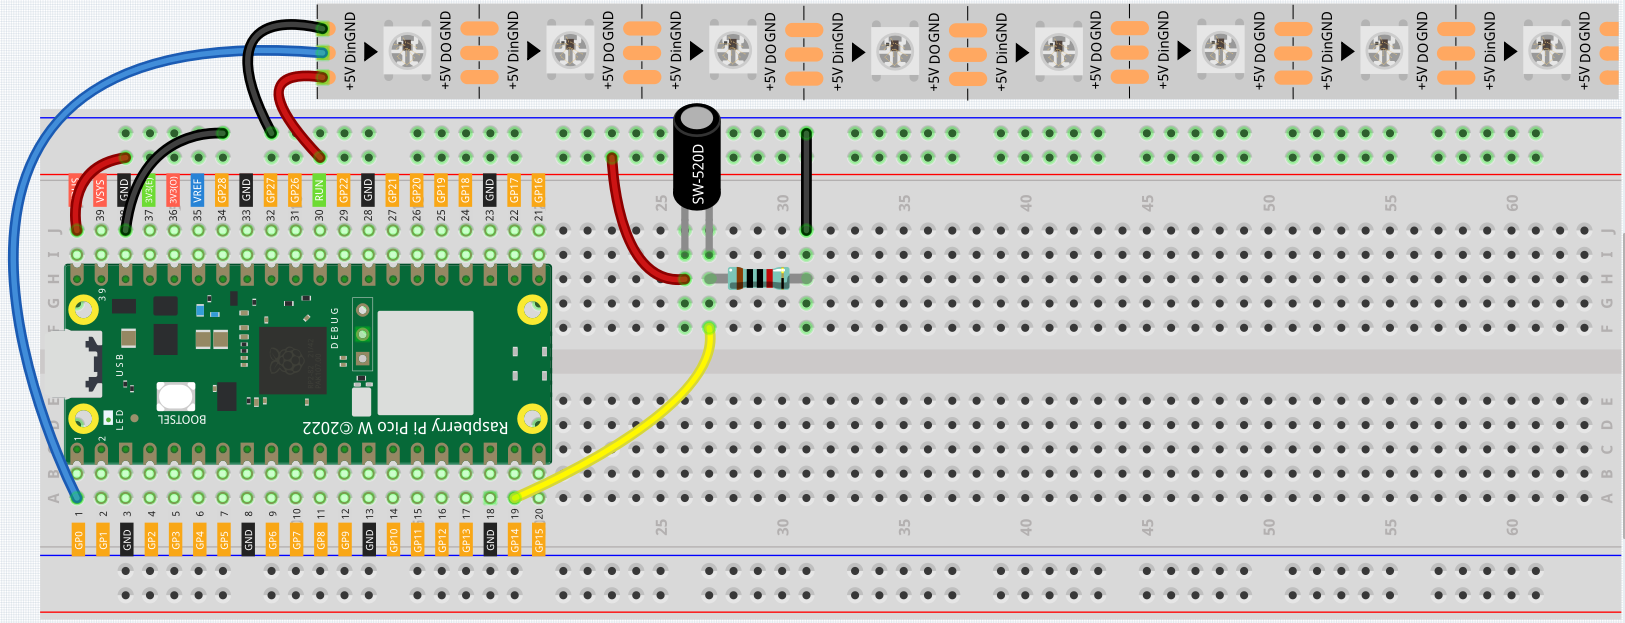 +5V DinGND
+5V DOGND
+5V DinGND
+5V DOGND
+5V DinGND
+5V DOGND
+5V DinGND
+5V DOGND
+5V DinGND
+5V DOGND
+5V DinGND
+5V DOGND
+5V DinGND
+5V DOGND
+5V DinGND
+5V DOGND
SW-520D
VSYS
GND
3V3(E)
3V3(O)
VREF
GP28
GND
GP27
GP26
RUN
GP22
GND
GP21
GP20
GP19
GP18
GND
GP17
GP16
39
37
36
35
34
33
32
31
30
29
28
27
26
25
24
23
22
21
25
30
35
40
45
50
55
60
J
I
H
G
F
J
I
H
G
F
39
DEBUG
USB
BOOTSEL
LED
1
2
Raspberry Pi Pico W ©2022
E
D
B
A
E
D
C
B
A
1
2
3
4
5
6
7
8
9
10
11
12
13
14
15
16
17
18
19
20
25
30
35
40
45
50
55
60
GP0
GP1
GND
GP2
GP3
GP4
GP5
GND
GP6
GP7
GP8
GP9
GND
GP10
GP11
GP12
GP13
GND
GP14
GP15